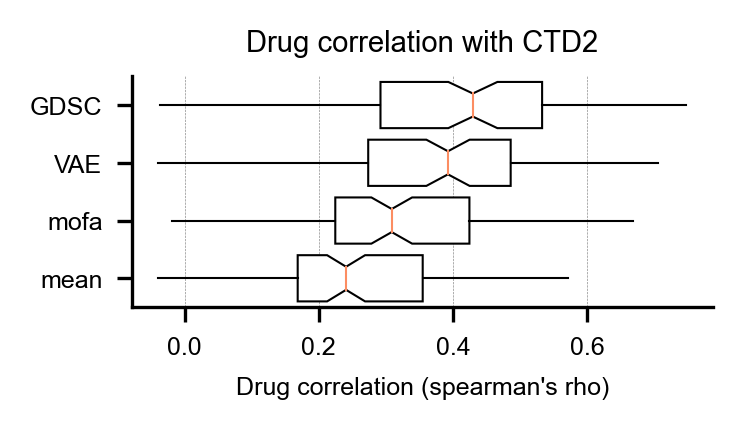 Drug correlation with CTD2
GDSC
VAE
mofa
mean
0.0 0.2 0.4 0.6
Drug correlation (spearman's rho)